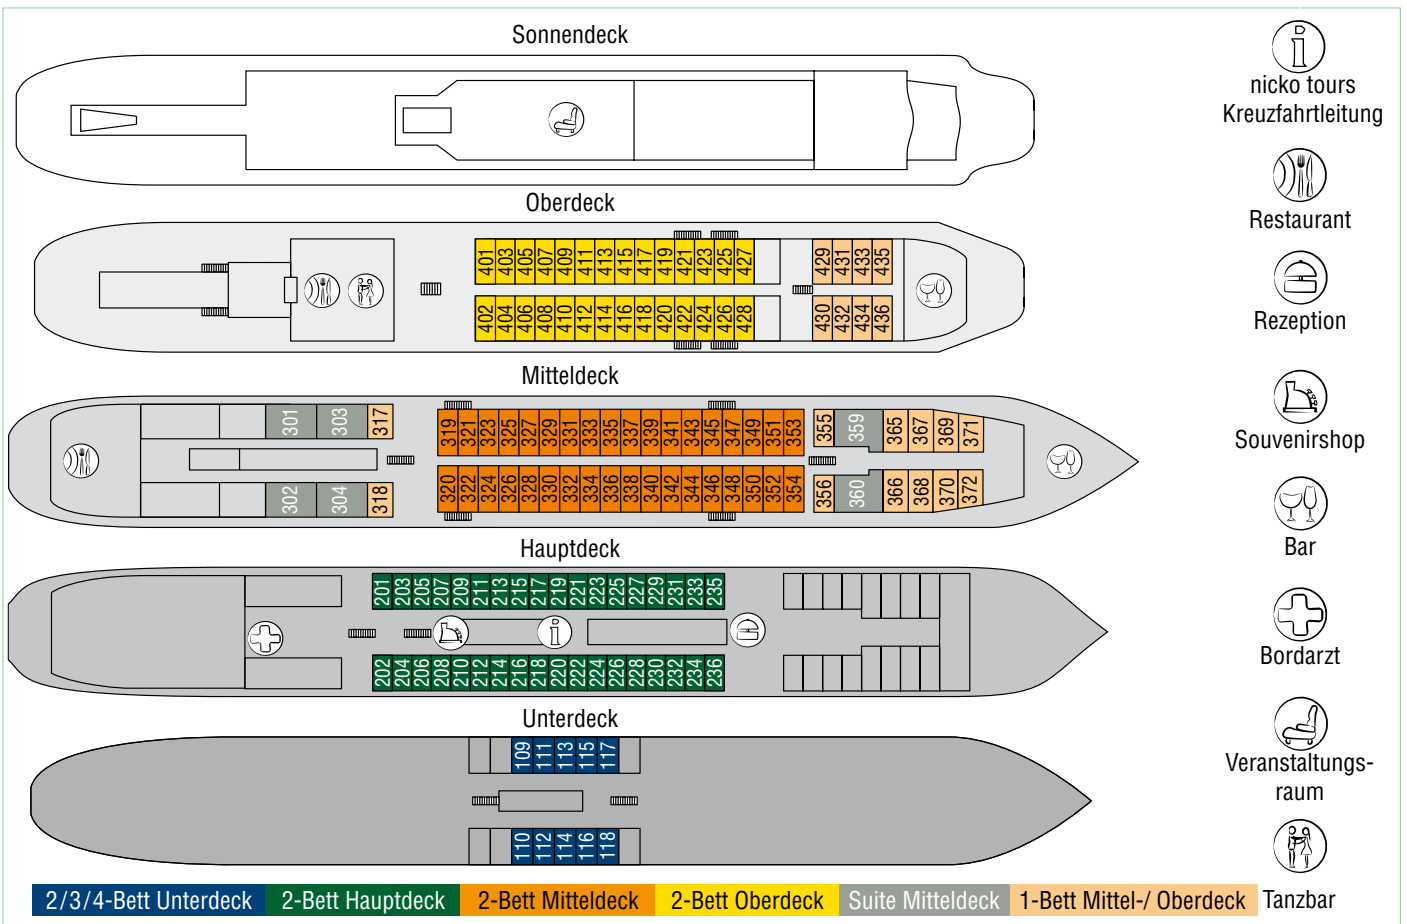 Sonnendeck
Oberdeck
401 403 405 407 409 411 413 415 417 419 421 423 425 427 429 431 433 435
402 404 406 408 410 412 414 416 418 420 422 424 426 428 430 432 434 436
Mitteldeck
301 303 317 319 321 323 325 327 329 331 333 335 337 339 341 343 345 347 349 351 353 355 359 365 367 369 371
302 304 318 320 322 324 326 328 330 332 334 336 338 340 342 344 346 348 350 352 354 356 360 366 368 370 372
Hauptdeck
201 203 205 207 209 211 213 215 217 219 221 223 225 227 229 231 233 235
202 204 206 208 210 212 214 216 218 220 222 224 226 228 230 232 234 236
Unterdeck
109 111 113 115 117
110 112 114 116 118
2/3/4-Bett Unterdeck 2-Bett Hauptdeck 2-Bett Mitteldeck 2-Bett Oberdeck Suite Mitteldeck 1-Bett Mittel-/ Oberdeck
nicko tours
Kreuzfahrtleitung
Restaurant
Rezeption
Souvenirshop
Bar
Bordarzt
Veranstaltungs-
raum
Tanzbar